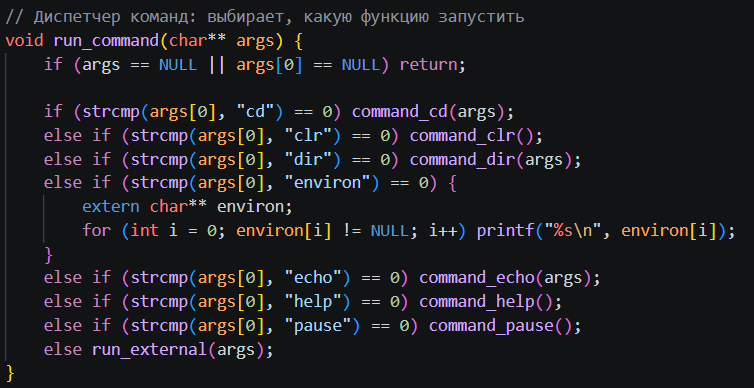 // Диспетчер команд: выбирает, какую функцию запустить
void run_command(char** args) {
    if (args == NULL || args[0] == NULL) return;

    if (strcmp(args[0], "cd") == 0) command_cd(args);
    else if (strcmp(args[0], "clr") == 0) command_clr();
    else if (strcmp(args[0], "dir") == 0) command_dir(args);
    else if (strcmp(args[0], "environ") == 0) {
        extern char** environ;
        for (int i = 0; environ[i] != NULL; i++) printf("%s\n", environ[i]);
    }
    else if (strcmp(args[0], "echo") == 0) command_echo(args);
    else if (strcmp(args[0], "help") == 0) command_help();
    else if (strcmp(args[0], "pause") == 0) command_pause();
    else run_external(args);
}